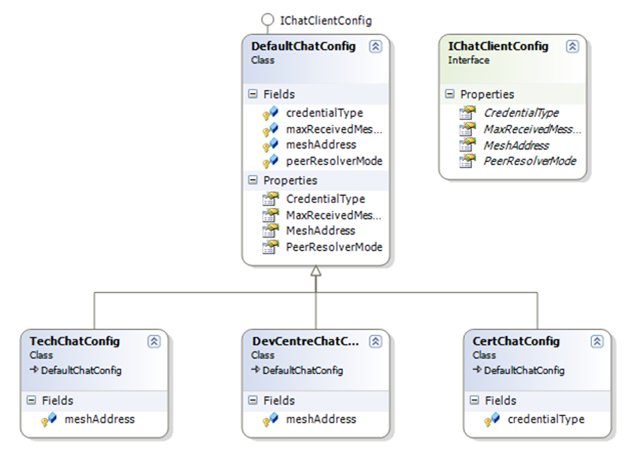 IChatClientConfig
DefaultChatConfig
Class
Fields
credentialType
maxReceivedMes...
meshAddress
peerResolverMode
Properties
CredentialType
MaxReceivedMes...
MeshAddress
PeerResolverMode
IChatClientConfig
Interface
Properties
CredentialType
MaxReceivedMess...
MeshAddress
PeerResolverMode
TechChatConfig
Class
DefaultChatConfig
Fields
meshAddress
DevCentreChatC...
Class
DefaultChatConfig
Fields
meshAddress
CertChatConfig
Class
DefaultChatConfig
Fields
credentialType